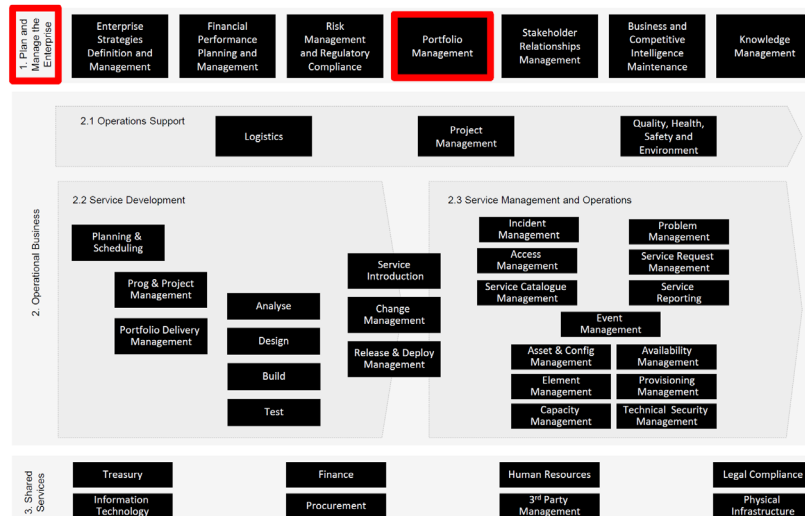 1. Plan and
Manage the
Enterprise
Enterprise
Strategies
Definition and
Management
Financial
Performance
Planning and
Management
Risk
Management
and Regulatory
Compliance
Portfolio
Management
Stakeholder
Relationships
Management
Business and
Competitive
Intelligence
Maintenance
Knowledge
Management
2. Operational Business
2.1 Operations Support
Logistics
Project
Management
Quality, Health,
Safety and
Environment
2.2 Service Development
Planning &
Scheduling
Prog & Project
Management
Portfolio Delivery
Management
Analyse
Design
Build
Test
Service
Introduction
Change
Management
Release & Deploy
Management
2.3 Service Management and Operations
Incident
Management
Problem
Management
Access
Management
Service Request
Management
Service Catalogue
Management
Service
Reporting
Event
Management
Asset & Config
Management
Availability
Management
Element
Management
Provisioning
Management
Capacity
Management
Technical Security
Management
3. Shared
Services
Treasury
Finance
Human Resources
Legal Compliance
Information
Technology
Procurement
3rd Party
Management
Physical
Infrastructure